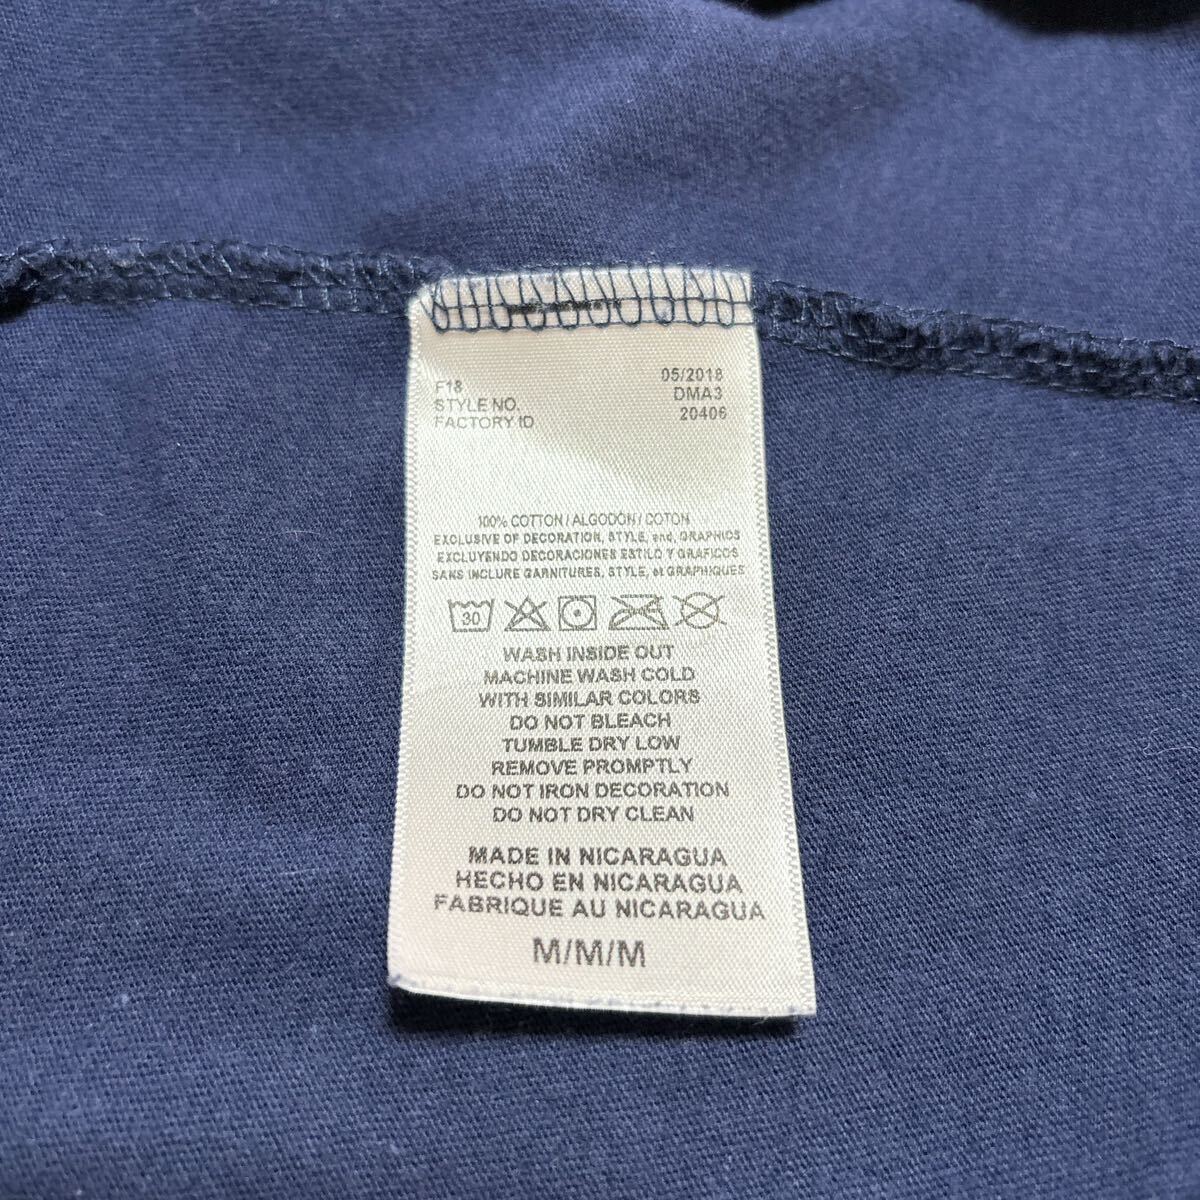 F18 05/2018
STYLE NO. DMA3
FACTORY ID 20406
100% COTTON / ALGODÓN / COTON
EXCLUSIVE OF DECORATION, STYLE, and, GRAPHICS
EXCLUYENDO DECORACIONES ESTILO Y GRAFICOS
SANS INCLURE GARNITURES, STYLE, et GRAPHIQUES
30
WASH INSIDE OUT
MACHINE WASH COLD
WITH SIMILAR COLORS
DO NOT BLEACH
TUMBLE DRY LOW
REMOVE PROMPTLY
DO NOT IRON DECORATION
DO NOT DRY CLEAN
MADE IN NICARAGUA
HECHO EN NICARAGUA
FABRIQUE AU NICARAGUA
M/M/M